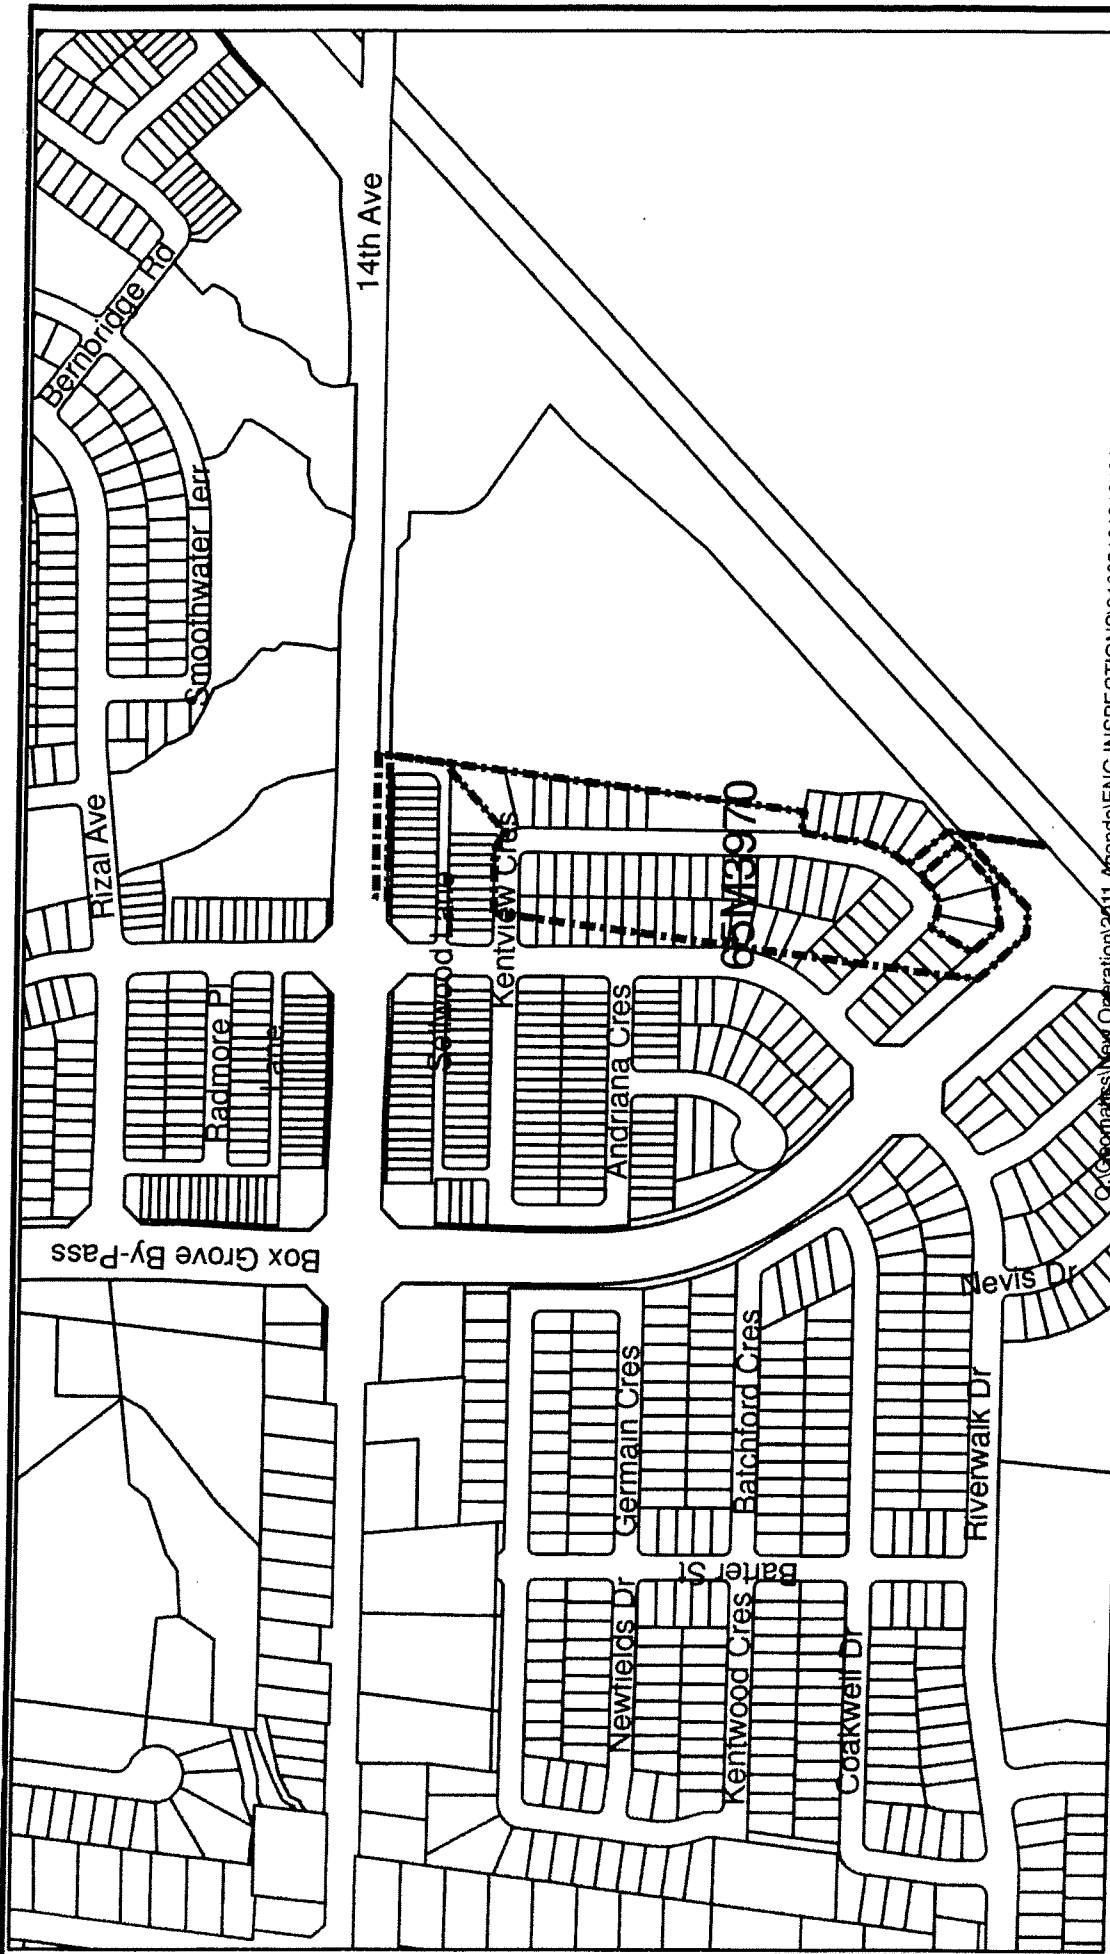 Bernbridge Rd
14th Ave
Smoothwater Terr
Rizal Ave
65M3970
Kentview Cres
Sellwood Lane
Radmore Pl
Lane
Andriana Cres
Box Grove By-Pass
Nevis Dr
Germain Cres
Batchford Cres
Riverwalk Dr
Barter St
Newfields Dr
Kentwood Cres
Coakwell Dr